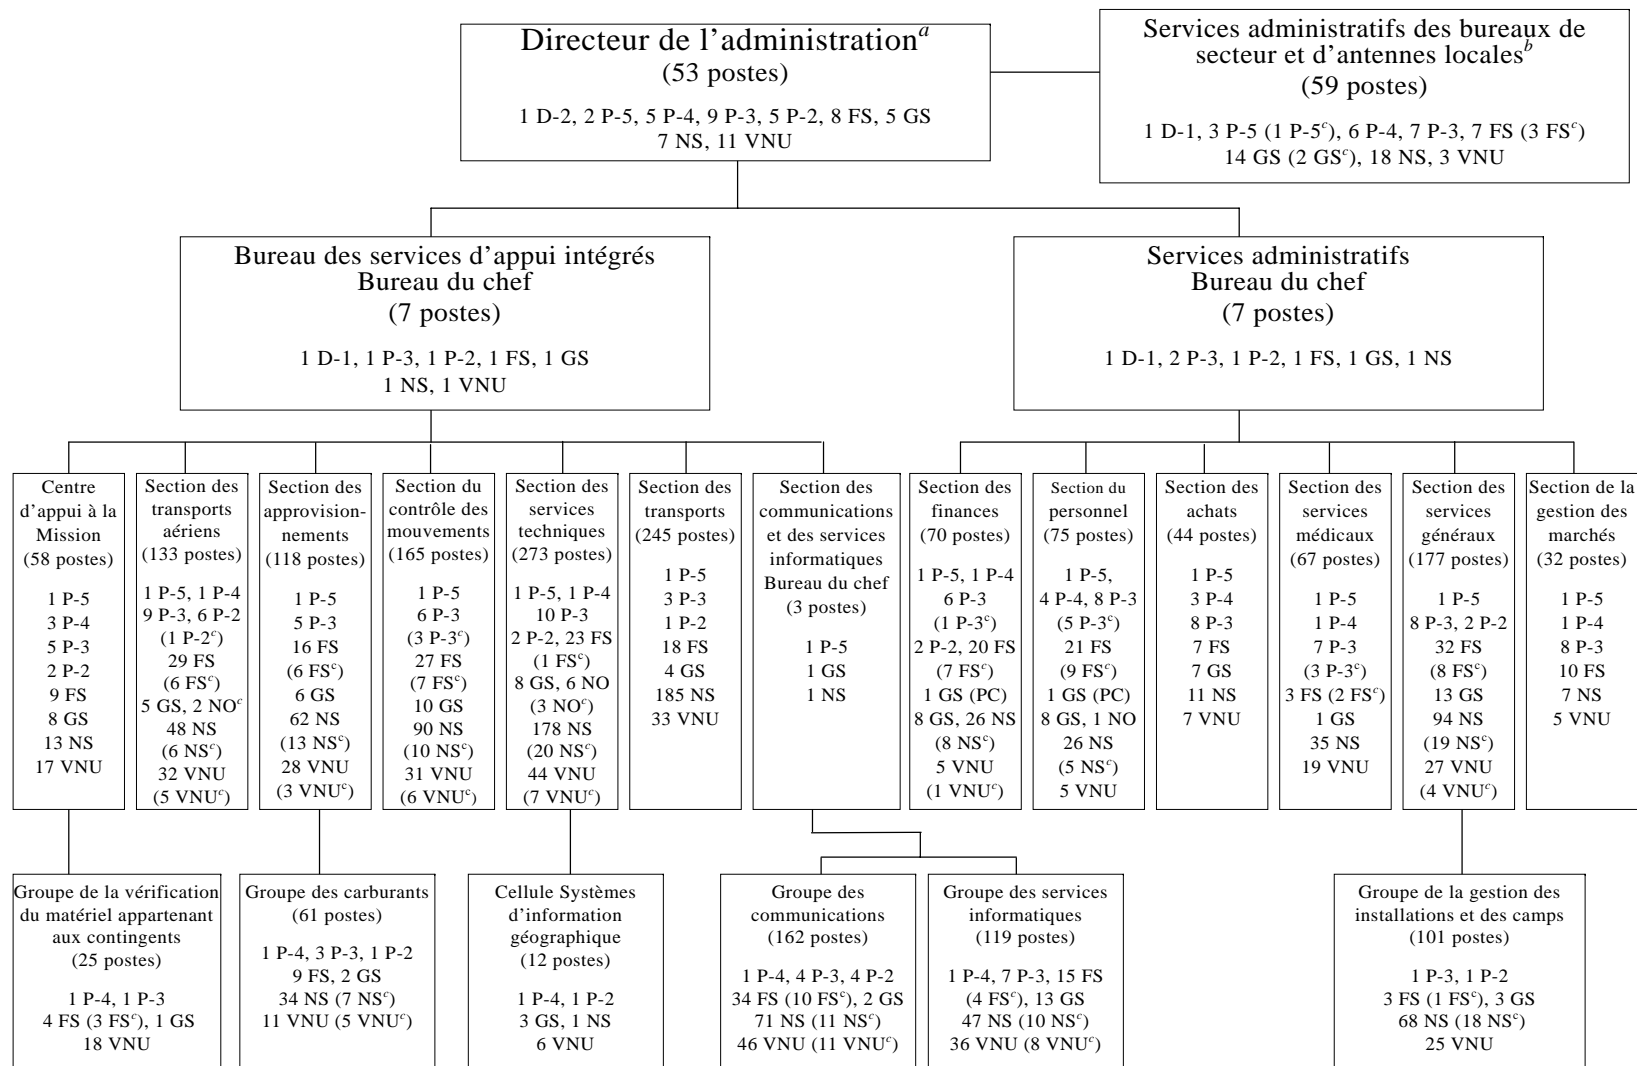 Directeur de l'administrationᵃ
(53 postes)
1 D-2, 2 P-5, 5 P-4, 9 P-3, 5 P-2, 8 FS, 5 GS
7 NS, 11 VNU
Services administratifs des bureaux de
secteur et d'antennes localesᵇ
(59 postes)
1 D-1, 3 P-5 (1 P-5ᶜ), 6 P-4, 7 P-3, 7 FS (3 FSᶜ)
14 GS (2 GSᶜ), 18 NS, 3 VNU
Bureau des services d'appui intégrés
Bureau du chef
(7 postes)
1 D-1, 1 P-3, 1 P-2, 1 FS, 1 GS
1 NS, 1 VNU
Services administratifs
Bureau du chef
(7 postes)
1 D-1, 2 P-3, 1 P-2, 1 FS, 1 GS, 1 NS
Centre
d'appui à la
Mission
(58 postes)
1 P-5
3 P-4
5 P-3
2 P-2
9 FS
8 GS
13 NS
17 VNU
Section des
transports
aériens
(133 postes)
1 P-5, 1 P-4
9 P-3, 6 P-2
(1 P-2ᶜ)
29 FS
(6 FSᶜ)
5 GS, 2 NOᶜ
48 NS
(6 NSᶜ)
32 VNU
(5 VNUᶜ)
Section des
approvision-
nements
(118 postes)
1 P-5
5 P-3
16 FS
(6 FSᶜ)
6 GS
62 NS
(13 NSᶜ)
28 VNU
(3 VNUᶜ)
Section du
contrôle des
mouvements
(165 postes)
1 P-5
6 P-3
(3 P-3ᶜ)
27 FS
(7 FSᶜ)
10 GS
90 NS
(10 NSᶜ)
31 VNU
(6 VNUᶜ)
Section des
services
techniques
(273 postes)
1 P-5, 1 P-4
10 P-3
2 P-2, 23 FS
(1 FSᶜ)
8 GS, 6 NO
(3 NOᶜ)
178 NS
(20 NSᶜ)
44 VNU
(7 VNUᶜ)
Section des
transports
(245 postes)
1 P-5
3 P-3
1 P-2
18 FS
4 GS
185 NS
33 VNU
Section des
communications
et des services
informatiques
Bureau du chef
(3 postes)
1 P-5
1 GS
1 NS
Section des
finances
(70 postes)
1 P-5, 1 P-4
6 P-3
(1 P-3ᶜ)
2 P-2, 20 FS
(7 FSᶜ)
1 GS (PC)
8 GS, 26 NS
(8 NSᶜ)
5 VNU
(1 VNUᶜ)
Section du
personnel
(75 postes)
1 P-5,
4 P-4, 8 P-3
(5 P-3ᶜ)
21 FS
(9 FSᶜ)
1 GS (PC)
8 GS, 1 NO
26 NS
(5 NSᶜ)
5 VNU
Section des
achats
(44 postes)
1 P-5
3 P-4
8 P-3
7 FS
7 GS
11 NS
7 VNU
Section des
services
médicaux
(67 postes)
1 P-5
1 P-4
7 P-3
(3 P-3ᶜ)
3 FS (2 FSᶜ)
1 GS
35 NS
19 VNU
Section des
services
généraux
(177 postes)
1 P-5
8 P-3, 2 P-2
32 FS
(8 FSᶜ)
13 GS
94 NS
(19 NSᶜ)
27 VNU
(4 VNUᶜ)
Section de la
gestion des
marchés
(32 postes)
1 P-5
1 P-4
8 P-3
10 FS
7 NS
5 VNU
Groupe de la vérification
du matériel appartenant
aux contingents
(25 postes)
1 P-4, 1 P-3
4 FS (3 FSᶜ), 1 GS
18 VNU
Groupe des carburants
(61 postes)
1 P-4, 3 P-3, 1 P-2
9 FS, 2 GS
34 NS (7 NSᶜ)
11 VNU (5 VNUᶜ)
Cellule Systèmes
d'information
géographique
(12 postes)
1 P-4, 1 P-2
3 GS, 1 NS
6 VNU
Groupe des
communications
(162 postes)
1 P-4, 4 P-3, 4 P-2
34 FS (10 FSᶜ), 2 GS
71 NS (11 NSᶜ)
46 VNU (11 VNUᶜ)
Groupe des services
informatiques
(119 postes)
1 P-4, 7 P-3, 15 FS
(4 FSᶜ), 13 GS
47 NS (10 NSᶜ)
36 VNU (8 VNUᶜ)
Groupe de la gestion des
installations et des camps
(101 postes)
1 P-3, 1 P-2
3 FS (1 FSᶜ), 3 GS
68 NS (18 NSᶜ)
25 VNU